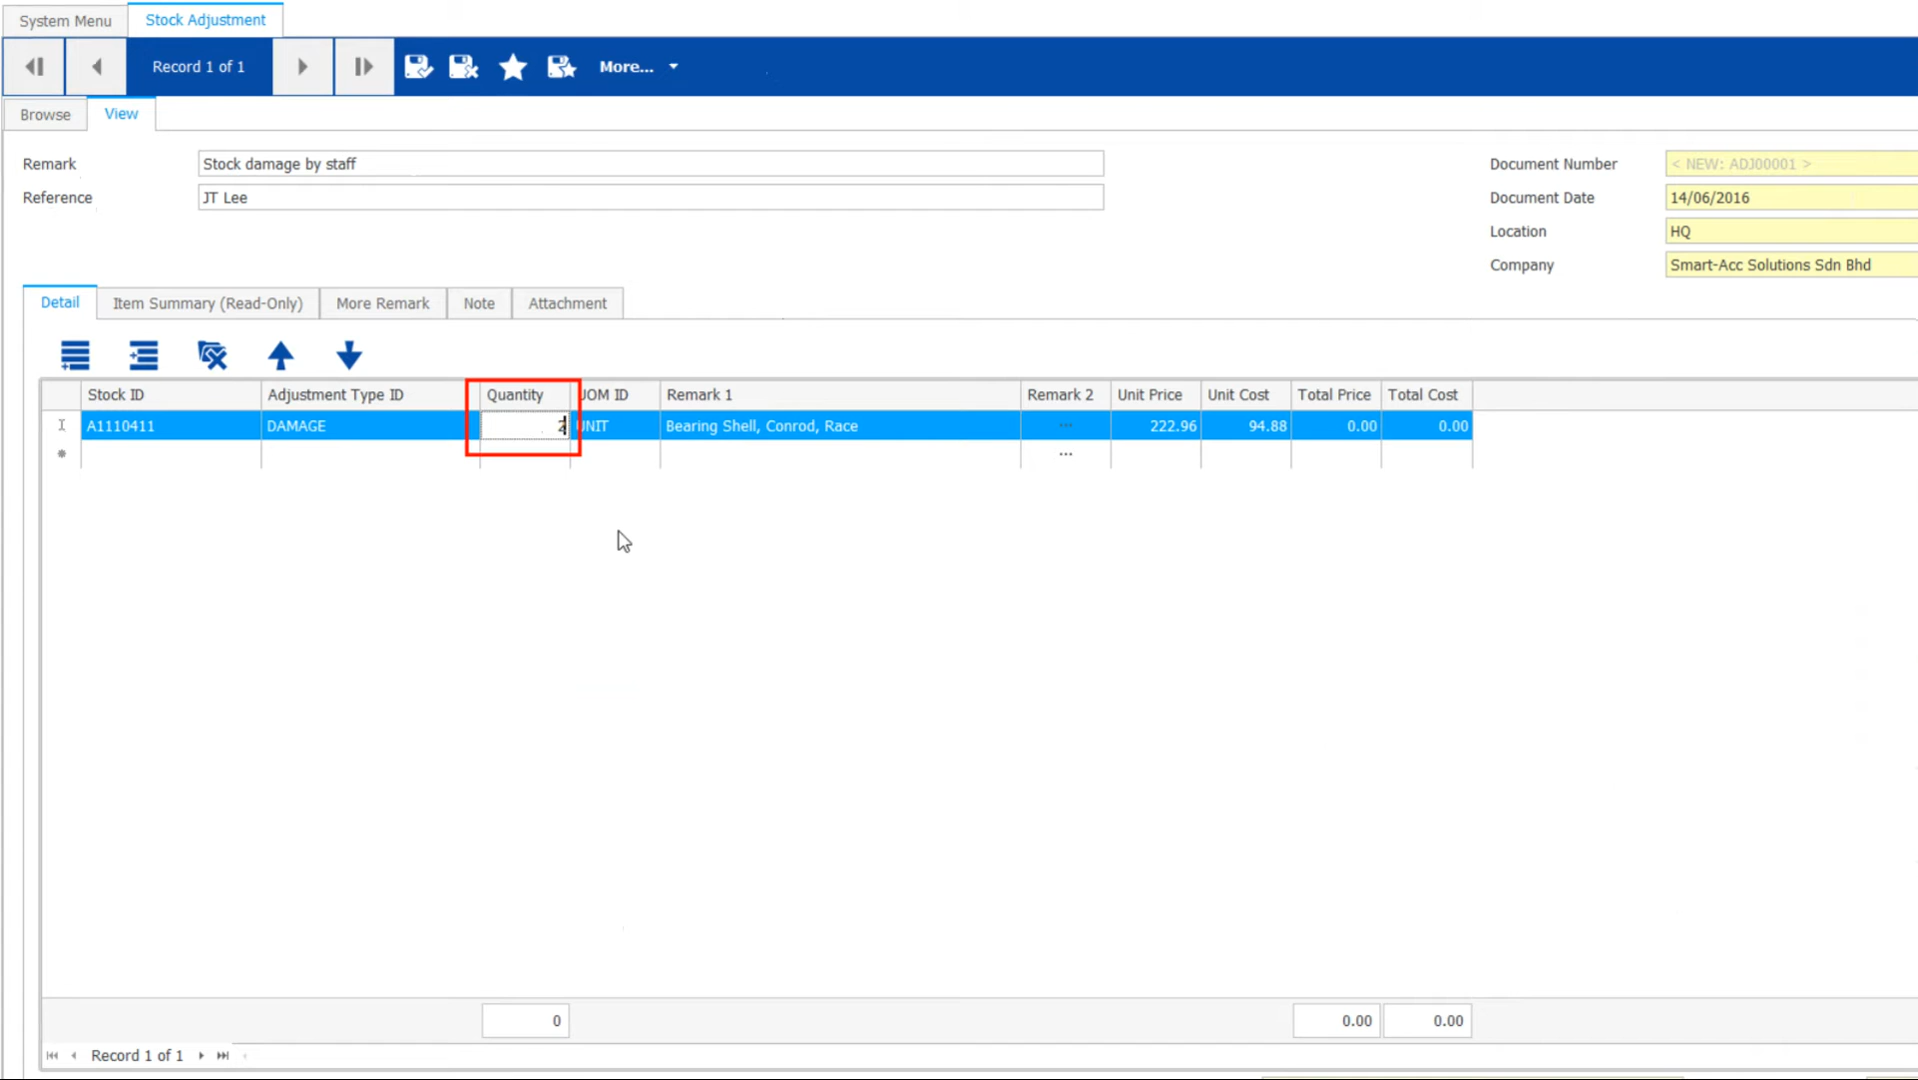 System Menu Stock Adjustment
Record 1 of 1 More...
Browse View
Remark Stock damage by staff Document Number < NEW: ADJ00001 >
Reference JT Lee Document Date 14/06/2016
Location HQ
Company Smart-Acc Solutions Sdn Bhd
Detail Item Summary (Read-Only) More Remark Note Attachment
Stock ID Adjustment Type ID Quantity JOM ID Remark 1 Remark 2 Unit Price Unit Cost Total Price Total Cost
A1110411 DAMAGE 2 UNIT Bearing Shell, Conrod, Race ... 222.96 94.88 0.00 0.00
...
0 0.00 0.00
Record 1 of 1